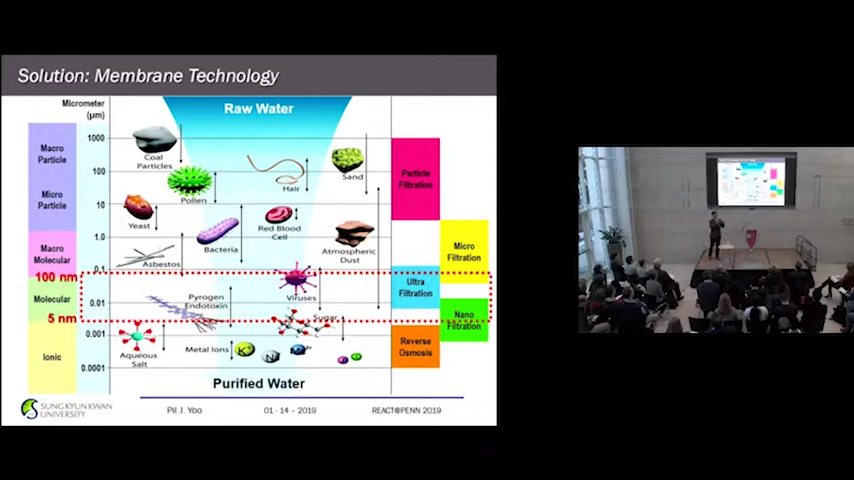 Solution: Membrane Technology
Micrometer
(μm)
Raw Water
1000
100
10
1.0
0.1
0.01
0.001
0.0001
Macro
Particle
Micro
Particle
Macro
Molecular
100 nm
Molecular
5 nm
Ionic
Coal
Particles
Pollen
Hair
Sand
Yeast
Bacteria
Red Blood
Cell
Atmospheric
Dust
Asbestos
Pyrogen
Endotoxin
Viruses
Sugar
Aqueous
Salt
Metal Ions
K+
Particle
Filtration
Micro
Filtration
Ultra
Filtration
Nano
Filtration
Reverse
Osmosis
Purified Water
SUNGKYUNKWAN
UNIVERSITY
Pil J. Yoo
01 - 14 – 2019
REACT@PENN 2019